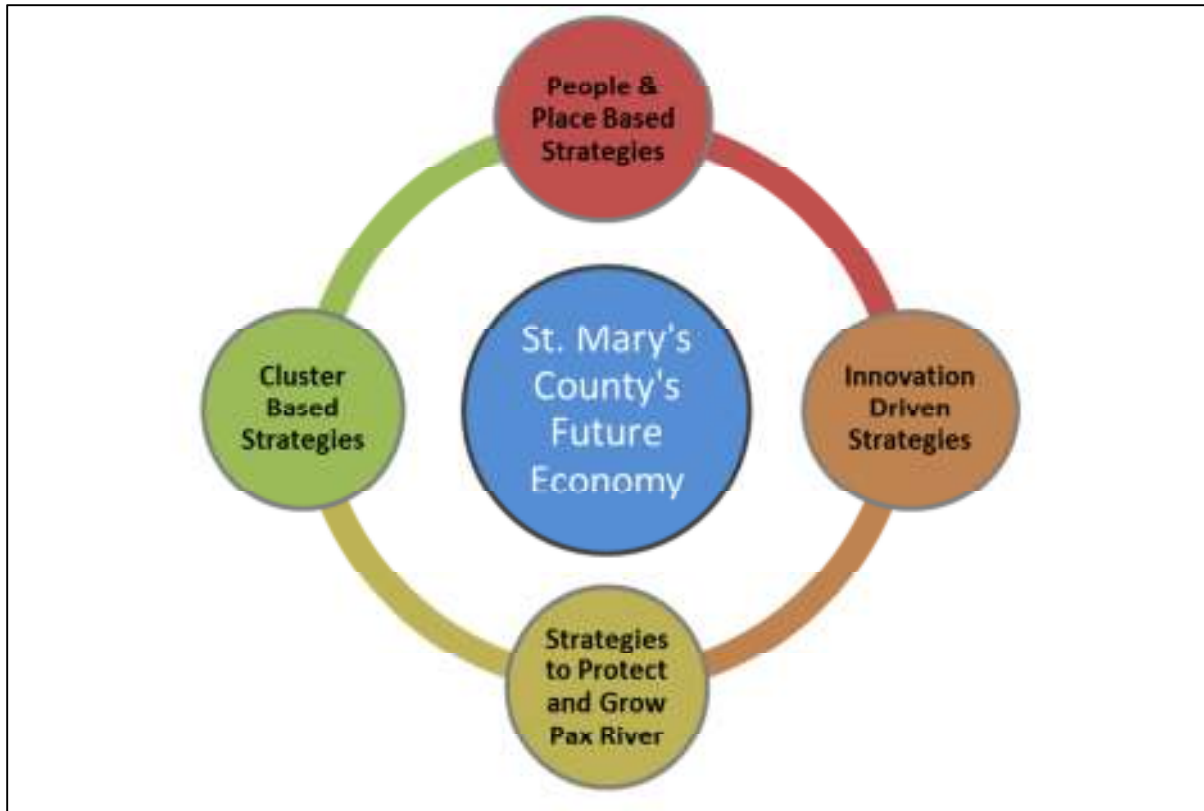 People &
Place Based
Strategies
Cluster
Based
Strategies
St. Mary's
County's
Future
Economy
Innovation
Driven
Strategies
Strategies
to Protect
and Grow
Pax River